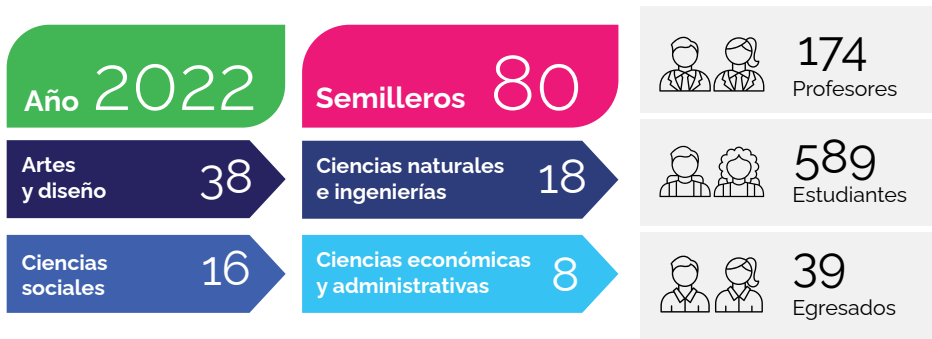 Año 2022
Semilleros 80
Artes
y diseño 38
Ciencias naturales
e ingenierías 18
Ciencias
sociales 16
Ciencias económicas
y administrativas 8
174
Profesores
589
Estudiantes
39
Egresados